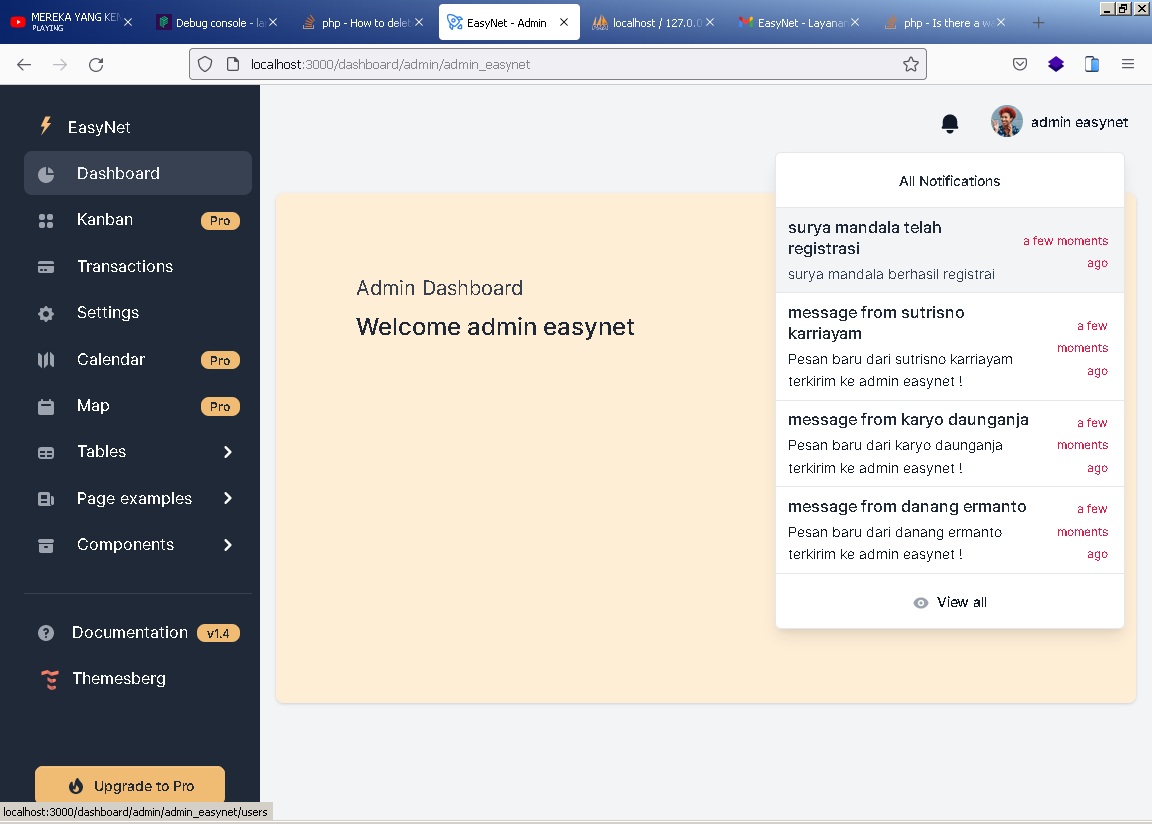 MEREKA YANG KEN
PLAYING
Debug console - la
php - How to delet
EasyNet - Admin
localhost / 127.0.0
EasyNet - Layanan
php - Is there a wa
localhost:3000/dashboard/admin/admin_easynet
EasyNet
admin easynet
Dashboard
Kanban Pro
Transactions
Settings
Calendar Pro
Map Pro
Tables
Page examples
Components
Documentation v1.4
Themesberg
Upgrade to Pro
Admin Dashboard
Welcome admin easynet
All Notifications
surya mandala telah
registrasi
surya mandala berhasil registrai
a few moments
ago
message from sutrisno
karriayam
Pesan baru dari sutrisno karriayam
terkirim ke admin easynet !
a few
moments
ago
message from karyo daunganja
Pesan baru dari karyo daunganja
terkirim ke admin easynet !
a few
moments
ago
message from danang ermanto
Pesan baru dari danang ermanto
terkirim ke admin easynet !
a few
moments
ago
View all
localhost:3000/dashboard/admin/admin_easynet/users